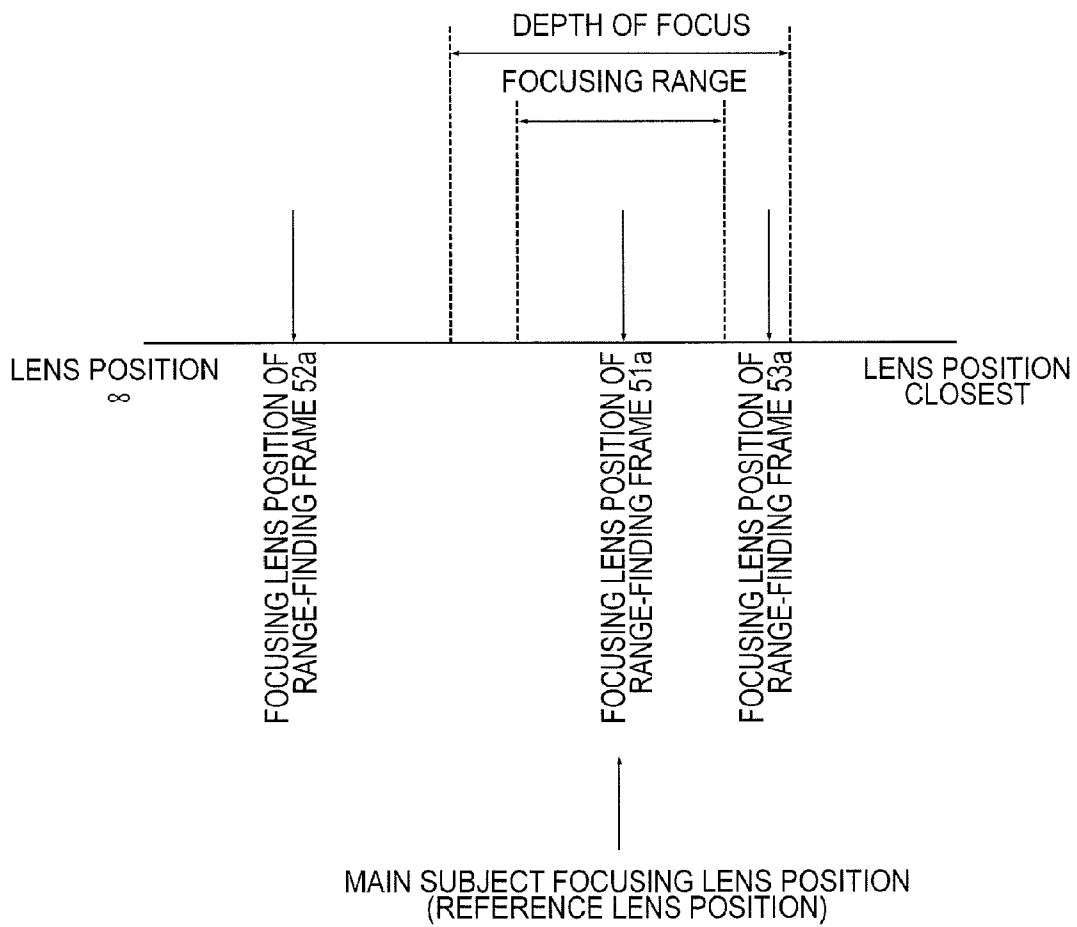 DEPTH OF FOCUS
FOCUSING RANGE
LENS POSITION
∞
FOCUSING LENS POSITION OF
RANGE-FINDING FRAME 52a
FOCUSING LENS POSITION OF
RANGE-FINDING FRAME 51a
FOCUSING LENS POSITION OF
RANGE-FINDING FRAME 53a
LENS POSITION
CLOSEST
MAIN SUBJECT FOCUSING LENS POSITION
(REFERENCE LENS POSITION)